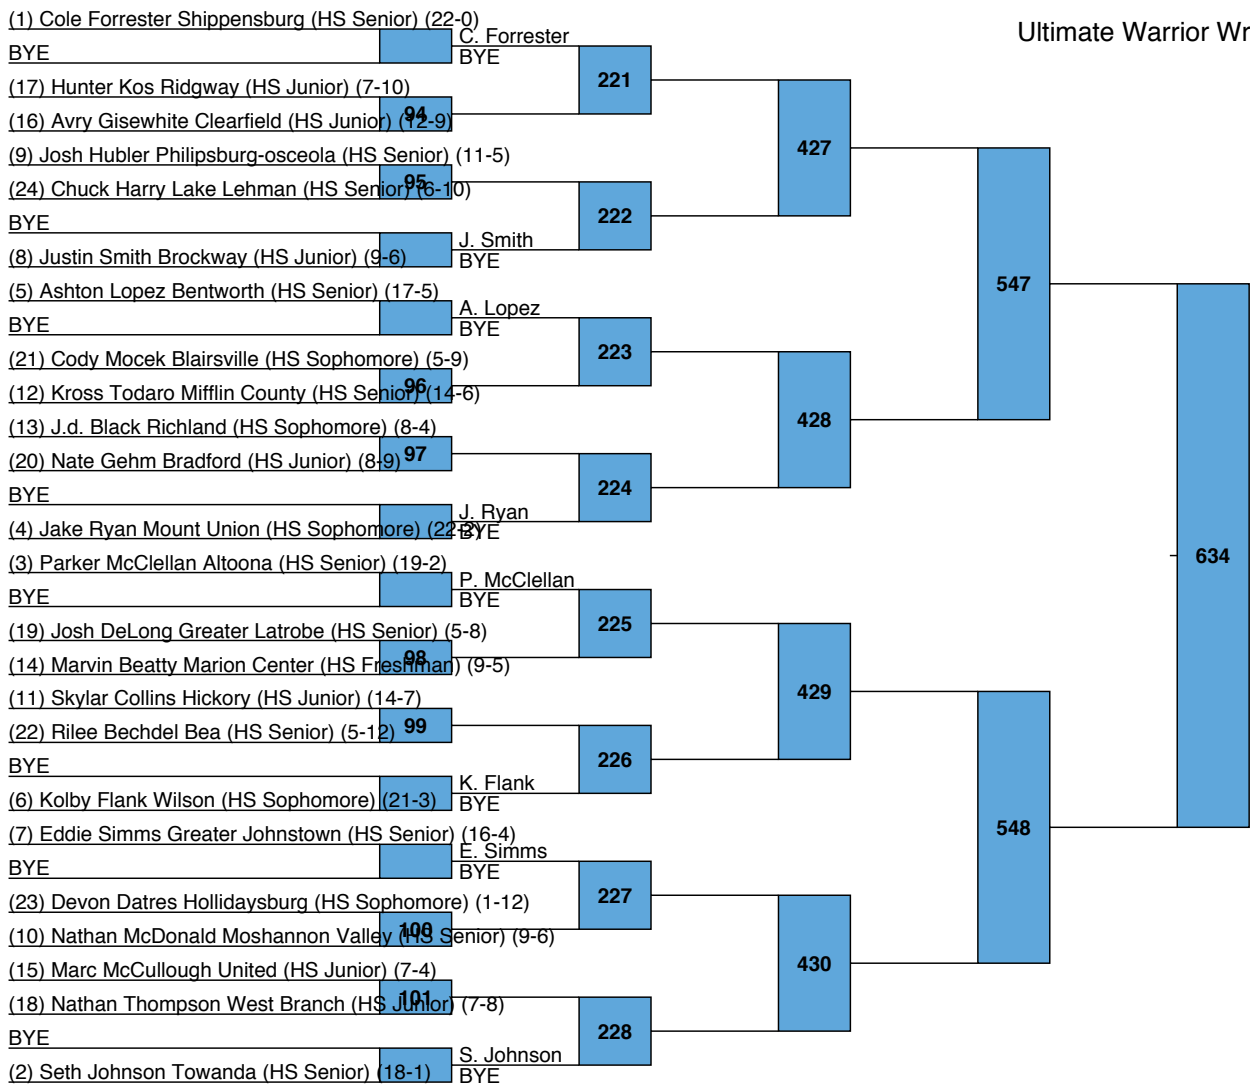 (1) Cole Forrester Shippensburg (HS Senior) (22-0)
Ultimate Warrior Wr
C. Forrester
BYE
BYE
221
(17) Hunter Kos Ridgway (HS Junior) (7-10)
94
(16) Avry Gisewhite Clearfield (HS Junior) (12-9)
427
(9) Josh Hubler Philipsburg-osceola (HS Senior) (11-5)
95
(24) Chuck Harry Lake Lehman (HS Senior) (6-10)
222
BYE
J. Smith
(8) Justin Smith Brockway (HS Junior) (9-6)
BYE
547
(5) Ashton Lopez Bentworth (HS Senior) (17-5)
A. Lopez
BYE
BYE
223
(21) Cody Mocek Blairsville (HS Sophomore) (5-9)
96
(12) Kross Todaro Mifflin County (HS Senior) (14-6)
428
(13) J.d. Black Richland (HS Sophomore) (8-4)
97
(20) Nate Gehm Bradford (HS Junior) (8-9)
224
BYE
J. Ryan
(4) Jake Ryan Mount Union (HS Sophomore) (22-2)
BYE
634
(3) Parker McClellan Altoona (HS Senior) (19-2)
P. McClellan
BYE
BYE
225
(19) Josh DeLong Greater Latrobe (HS Senior) (5-8)
98
(14) Marvin Beatty Marion Center (HS Freshman) (9-5)
429
(11) Skylar Collins Hickory (HS Junior) (14-7)
99
(22) Rilee Bechdel Bea (HS Senior) (5-12)
226
BYE
K. Flank
(6) Kolby Flank Wilson (HS Sophomore) (21-3)
BYE
548
(7) Eddie Simms Greater Johnstown (HS Senior) (16-4)
E. Simms
BYE
BYE
227
(23) Devon Datres Hollidaysburg (HS Sophomore) (1-12)
100
(10) Nathan McDonald Moshannon Valley (HS Senior) (9-6)
430
(15) Marc McCullough United (HS Junior) (7-4)
101
(18) Nathan Thompson West Branch (HS Junior) (7-8)
228
BYE
S. Johnson
(2) Seth Johnson Towanda (HS Senior) (18-1)
BYE